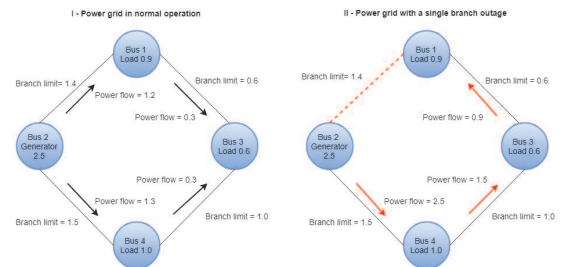 I - Power grid in normal operation
Bus 1
Load 0.9
Branch limit= 1.4
Branch limit = 0.6
Power flow = 1.2
Power flow = 0.3
Bus 2
Generator
2.5
Bus 3
Load 0.6
Power flow = 0.3
Power flow = 1.3
Branch limit = 1.5
Branch limit = 1.0
Bus 4
Load 1.0
II - Power grid with a single branch outage
Bus 1
Load 0.9
Branch limit= 1.4
Branch limit = 0.6
Power flow = 0.9
Bus 2
Generator
2.5
Bus 3
Load 0.6
Power flow = 1.5
Power flow = 2.5
Branch limit = 1.5
Branch limit = 1.0
Bus 4
Load 1.0